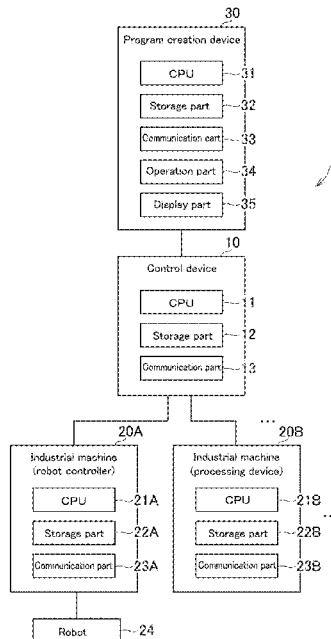 30
Program creation device
CPU 31
Storage part 32
Communication part 33
Operation part 34
Display part 35
10
Control device
CPU 11
Storage part 12
Communication part 13
...
20A
Industrial machine
(robot controller)
CPU 21A
Storage part 22A
Communication part 23A
Robot 24
20B
Industrial machine
(processing device)
CPU 21B
Storage part 22B
Communication part 23B